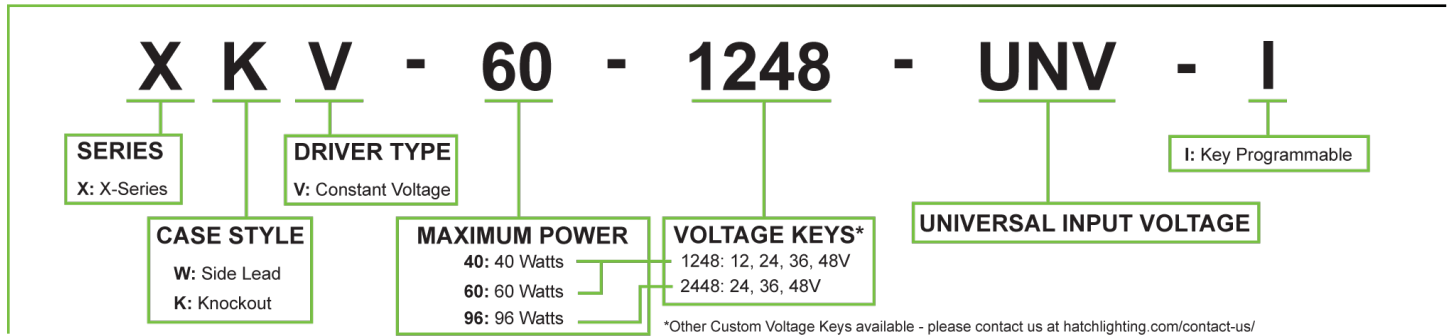 X K V - 60 - 1248 - UNV - I
SERIES
X: X-Series
DRIVER TYPE
V: Constant Voltage
I: Key Programmable
CASE STYLE
W: Side Lead
K: Knockout
MAXIMUM POWER
40: 40 Watts
60: 60 Watts
96: 96 Watts
VOLTAGE KEYS*
1248: 12, 24, 36, 48V
2448: 24, 36, 48V
UNIVERSAL INPUT VOLTAGE
*Other Custom Voltage Keys available - please contact us at hatchlighting.com/contact-us/